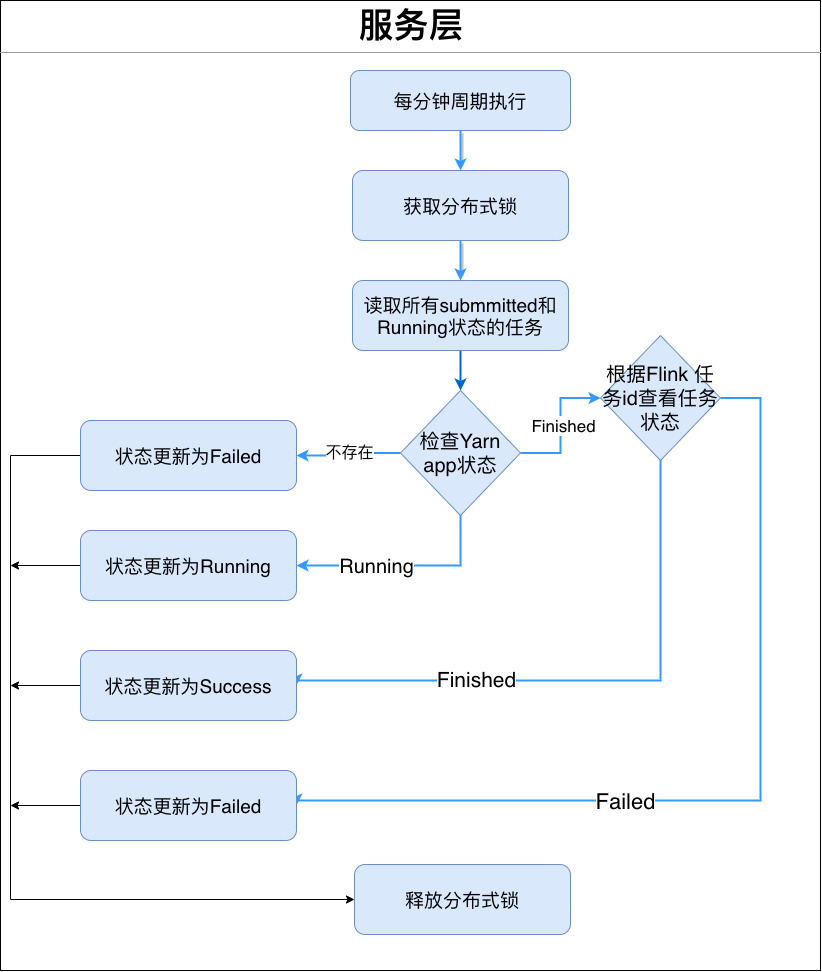 服务层
每分钟周期执行
获取分布式锁
读取所有submmitted和
Running状态的任务
根据Flink 任
务id查看任务
状态
Finished
检查Yarn
app状态
不存在
状态更新为Failed
Running
状态更新为Running
Finished
状态更新为Success
Failed
状态更新为Failed
释放分布式锁